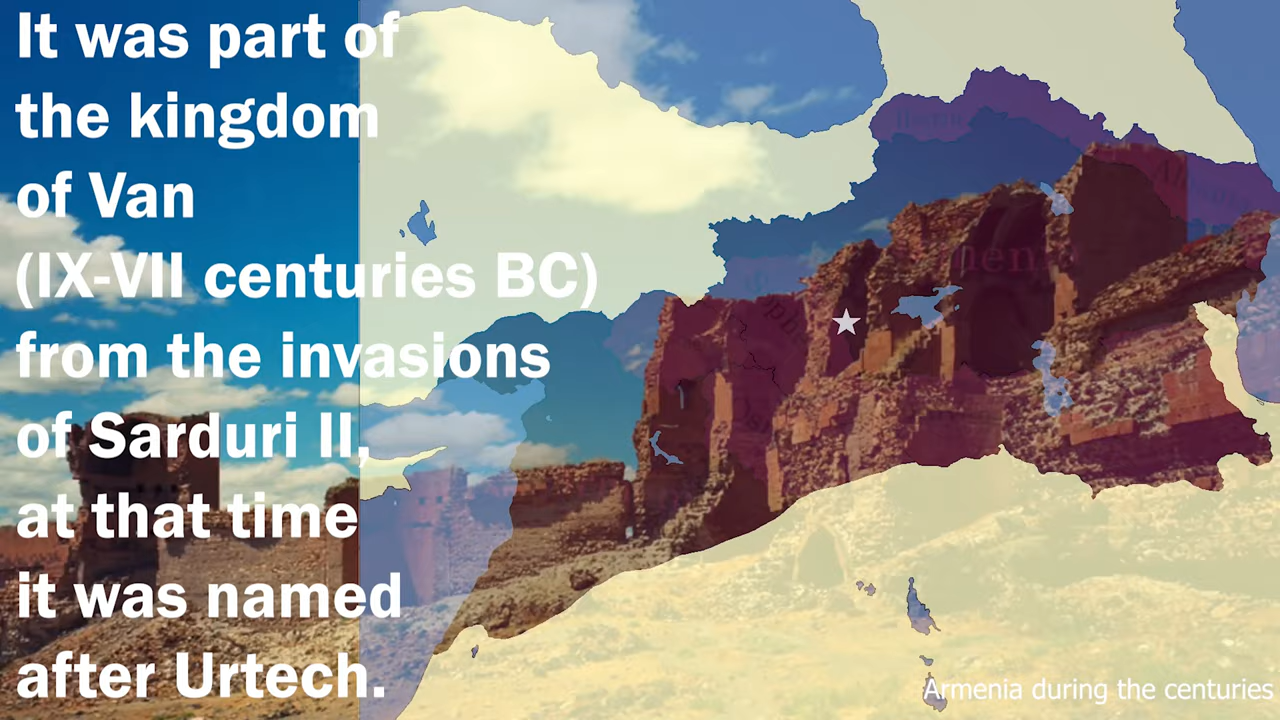 It was part of
the kingdom
of Van
(IX-VII centuries BC)
from the invasions
of Sarduri II,
at that time
it was named
after Urtech.
Armenia during the centuries